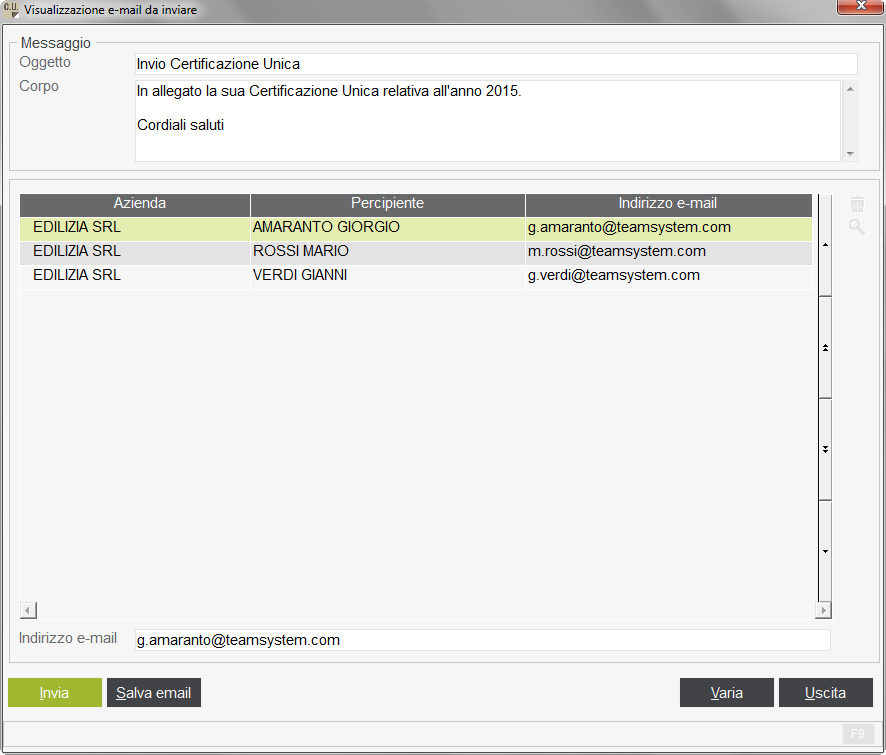 C.U. Visualizzazione e-mail da inviare
Messaggio
Oggetto Invio Certificazione Unica
Corpo In allegato la sua Certificazione Unica relativa all'anno 2015.
Cordiali saluti
Azienda Percipiente Indirizzo e-mail
EDILIZIA SRL AMARANTO GIORGIO g.amaranto@teamsystem.com
EDILIZIA SRL ROSSI MARIO m.rossi@teamsystem.com
EDILIZIA SRL VERDI GIANNI g.verdi@teamsystem.com
Indirizzo e-mail g.amaranto@teamsystem.com
Invia Salva email Varia Uscita
F9